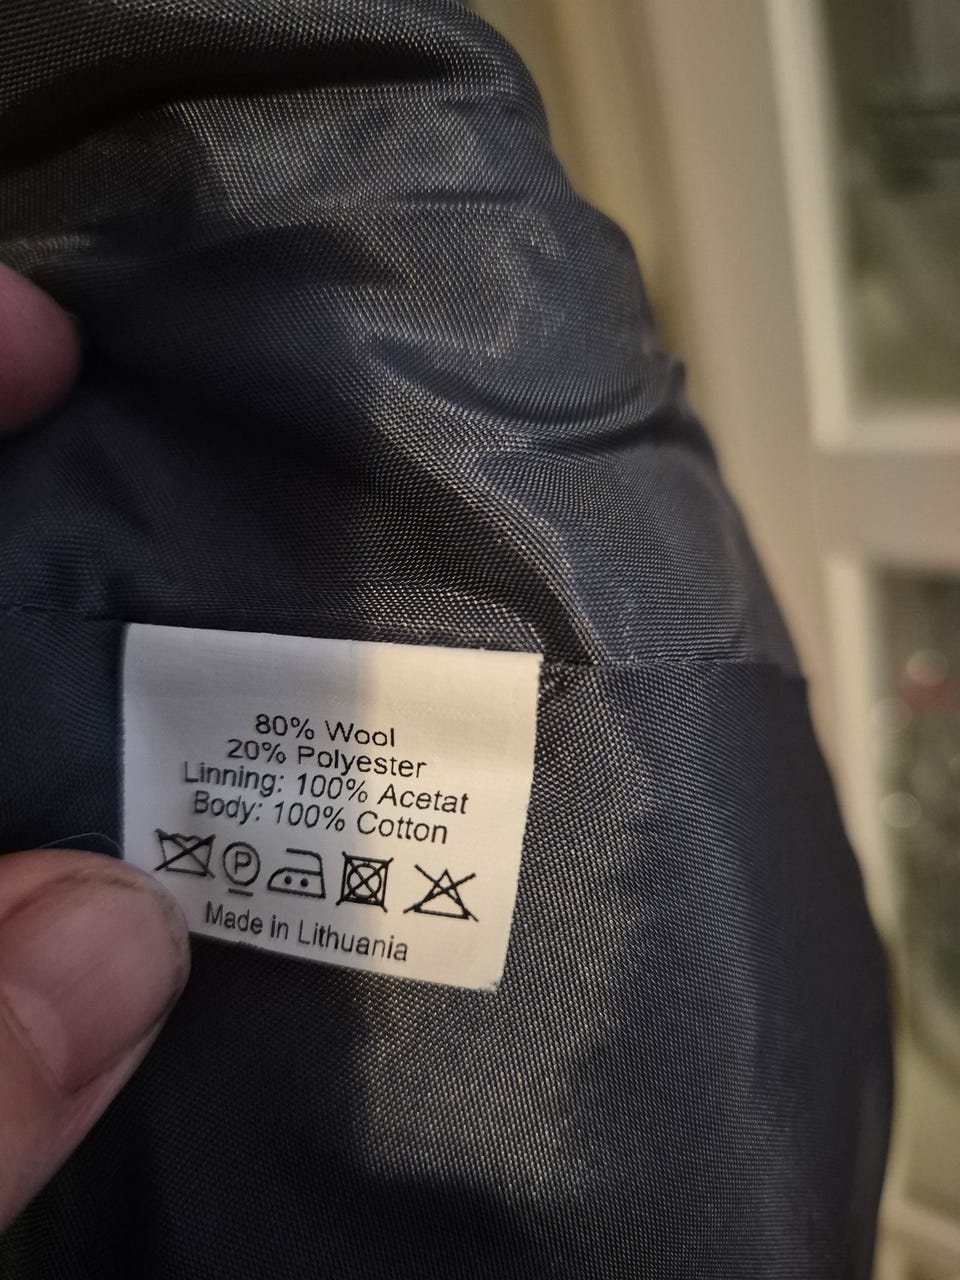 80% Wool
20% Polyester
Linning: 100% Acetat
Body: 100% Cotton
P
Made in Lithuania